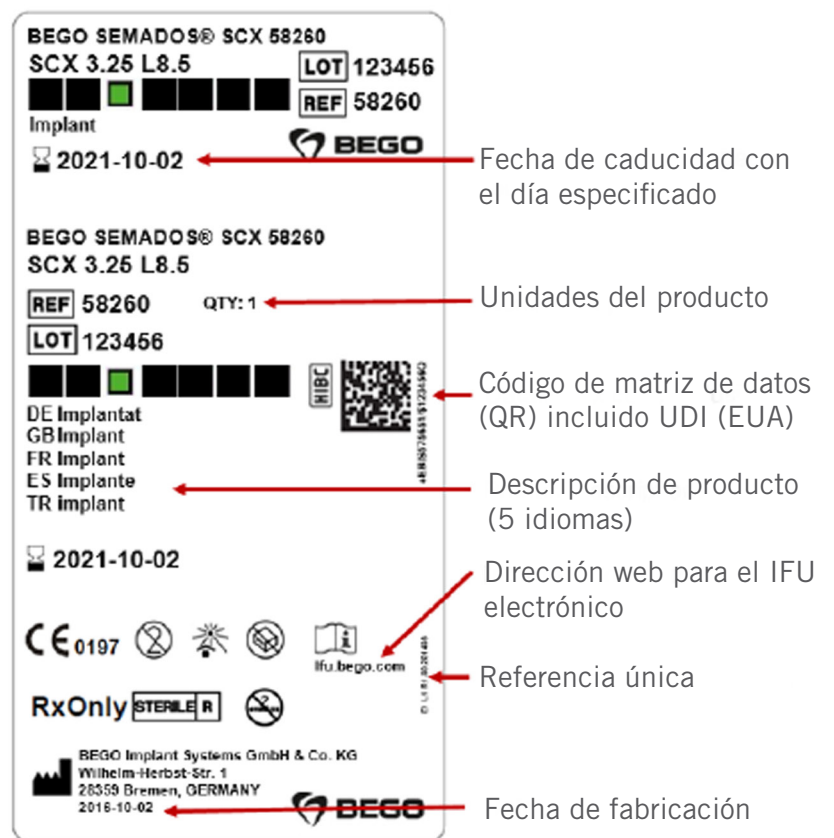 BEGO SEMADOS® SCX 58260
SCX 3.25 L8.5
LOT 123456
REF 58260
Implant
BEGO
2021-10-02
Fecha de caducidad con
el día especificado
BEGO SEMADOS® SCX 58260
SCX 3.25 L8.5
REF 58260 QTY: 1
Unidades del producto
LOT 123456
HIBC
Código de matriz de datos
(QR) incluido UDI (EUA)
DE Implantat
GB Implant
FR Implant
ES Implante
TR implant
Descripción de producto
(5 idiomas)
2021-10-02
Dirección web para el IFU
electrónico
CE 0197
ifu.bego.com
Referencia única
RxOnly STERILE R
BEGO Implant Systems GmbH & Co. KG
Wilhelm-Herbst-Str. 1
28359 Bremen, GERMANY
2016-10-02
BEGO
Fecha de fabricación